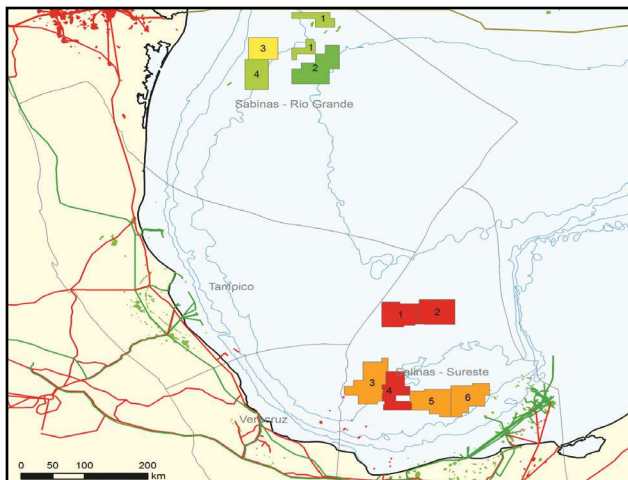 1
3
1
4
2
Sabinas - Rio Grande
Tampico
1
2
Salinas - Sureste
3
4
5
6
Veracruz
0 50 100 200
km